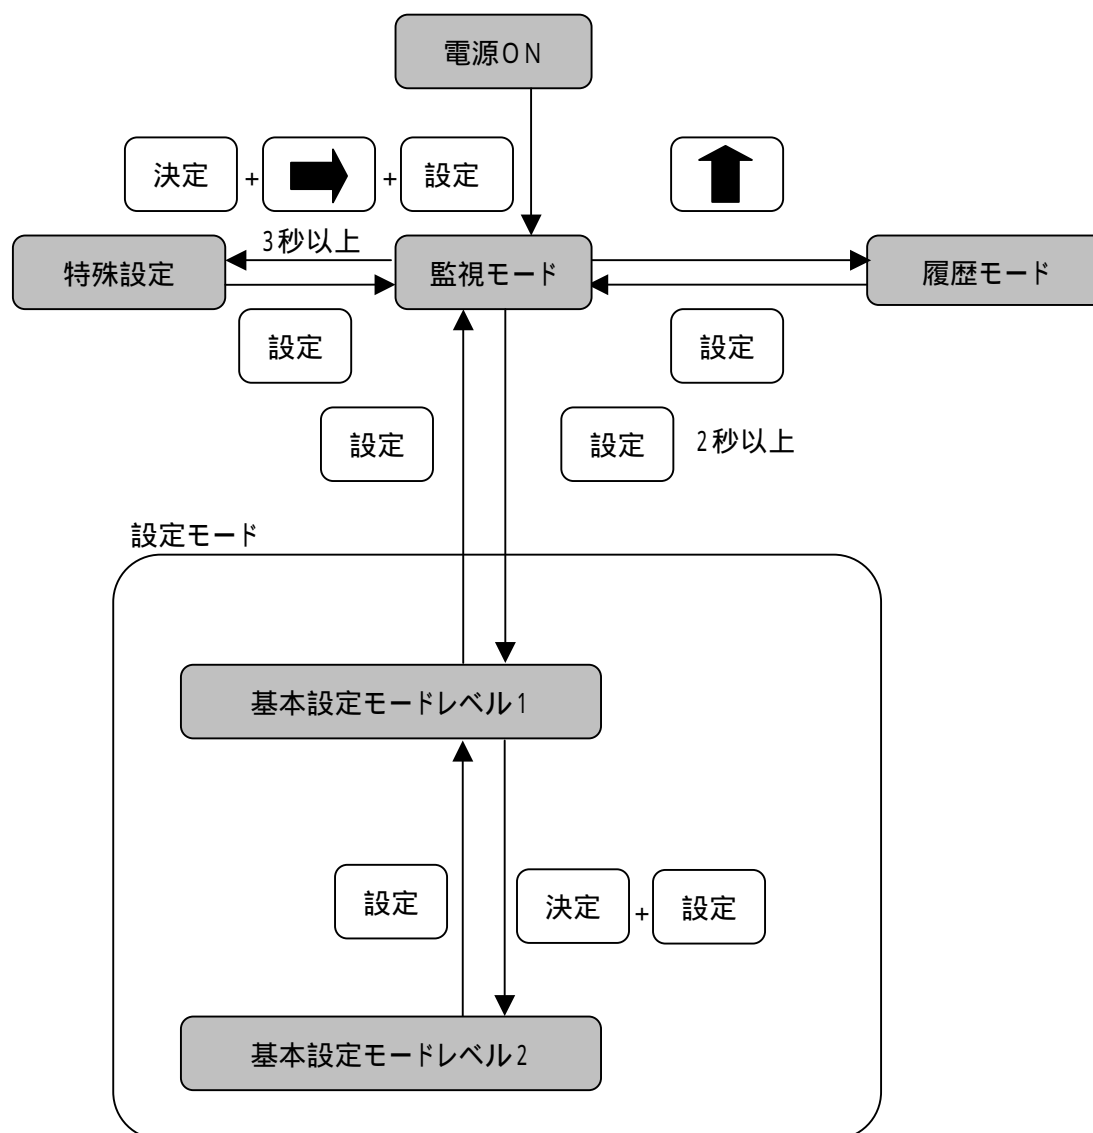 電源ON
決定 + + 設定
3秒以上
特殊設定
監視モード
履歴モード
設定
設定
設定
設定 2秒以上
設定モード
基本設定モードレベル1
設定
決定 + 設定
基本設定モードレベル2